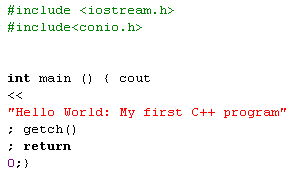 #include <iostream.h>
#include<conio.h>
int main () { cout
<<
"Hello World: My first C++ program"
; getch()
; return
0;}